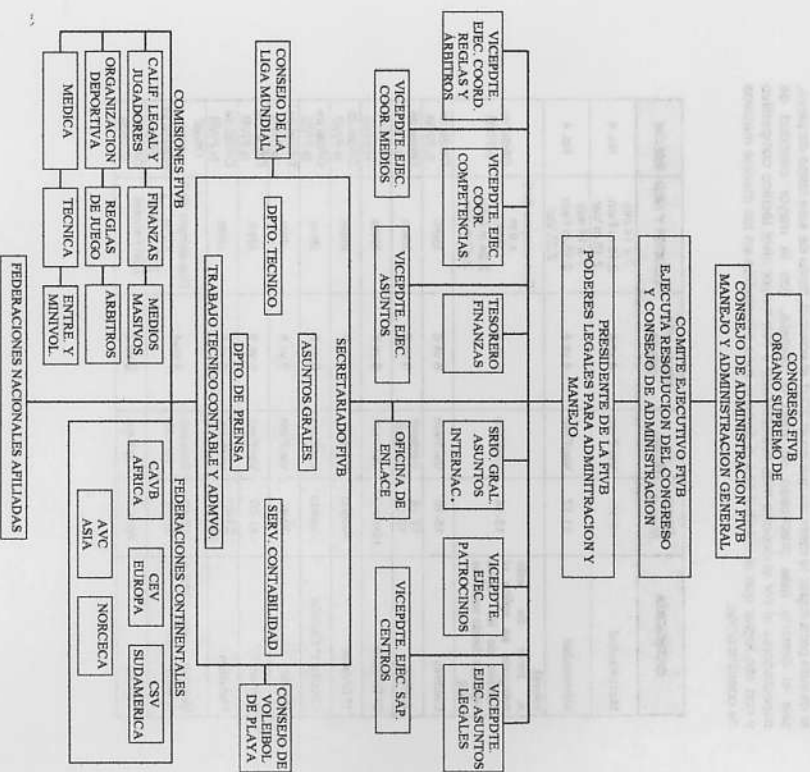 CONGRESO FIVB
ORGANO SUPREMO DE
CONSEJO DE ADMINISTRACION FIVB
MANEJO Y ADMINISTRACION GENERAL
COMITE EJECUTIVO FIVB
EJECUTA RESOLUCION DEL CONGRESO
Y CONSEJO DE ADMINISTRACION
PRESIDENTE DE LA FIVB
PODERES LEGALES PARA ADMINITRACION Y
MANEJO
VICEPDTE.
EJEC. COORD.
REGLAS Y
ÁRBITROS
VICEPDTE. EJEC.
COOR.
COMPETENCIAS.
TESORERO
FINANZAS
SRIO. GRAL.
ASUNTOS
INTERNAC.
VICEPDTE.
EJEC.
PATROCINIOS
VICEPDTE.
EJEC. ASUNTOS
LEGALES
VICEPDTE. EJEC.
COOR. MEDIOS
VICEPDTE. EJEC.
ASUNTOS
OFICINA DE
ENLACE
VICEPDTE. EJEC. SAP.
CENTROS
CONSEJO DE LA
LIGA MUNDIAL
SECRETARIADO FIVB
ASUNTOS GRALES.
DPTO. TECNICO
SERV. CONTABILIDAD
DPTO. DE PRENSA
TRABAJO TECNICO CONTABLE Y ADMVO.
CONSEJO DE
VOLEIBOL
DE PLAYA
COMISIONES FIVB
CALIF. LEGAL Y
JUGADORES
FINANZAS
MEDIOS
MASIVOS
ORGANIZACION
DEPORTIVA
REGLAS
DE JUEGO
ARBITROS
MEDICA
TECNICA
ENTRE. Y
MINIVOL.
FEDERACIONES CONTINENTALES
CAVB
AFRICA
CEV
EUROPA
CSV
SUDAMERICA
AVC
ASIA
NORCECA
FEDERACIONES NACIONALES AFILIADAS